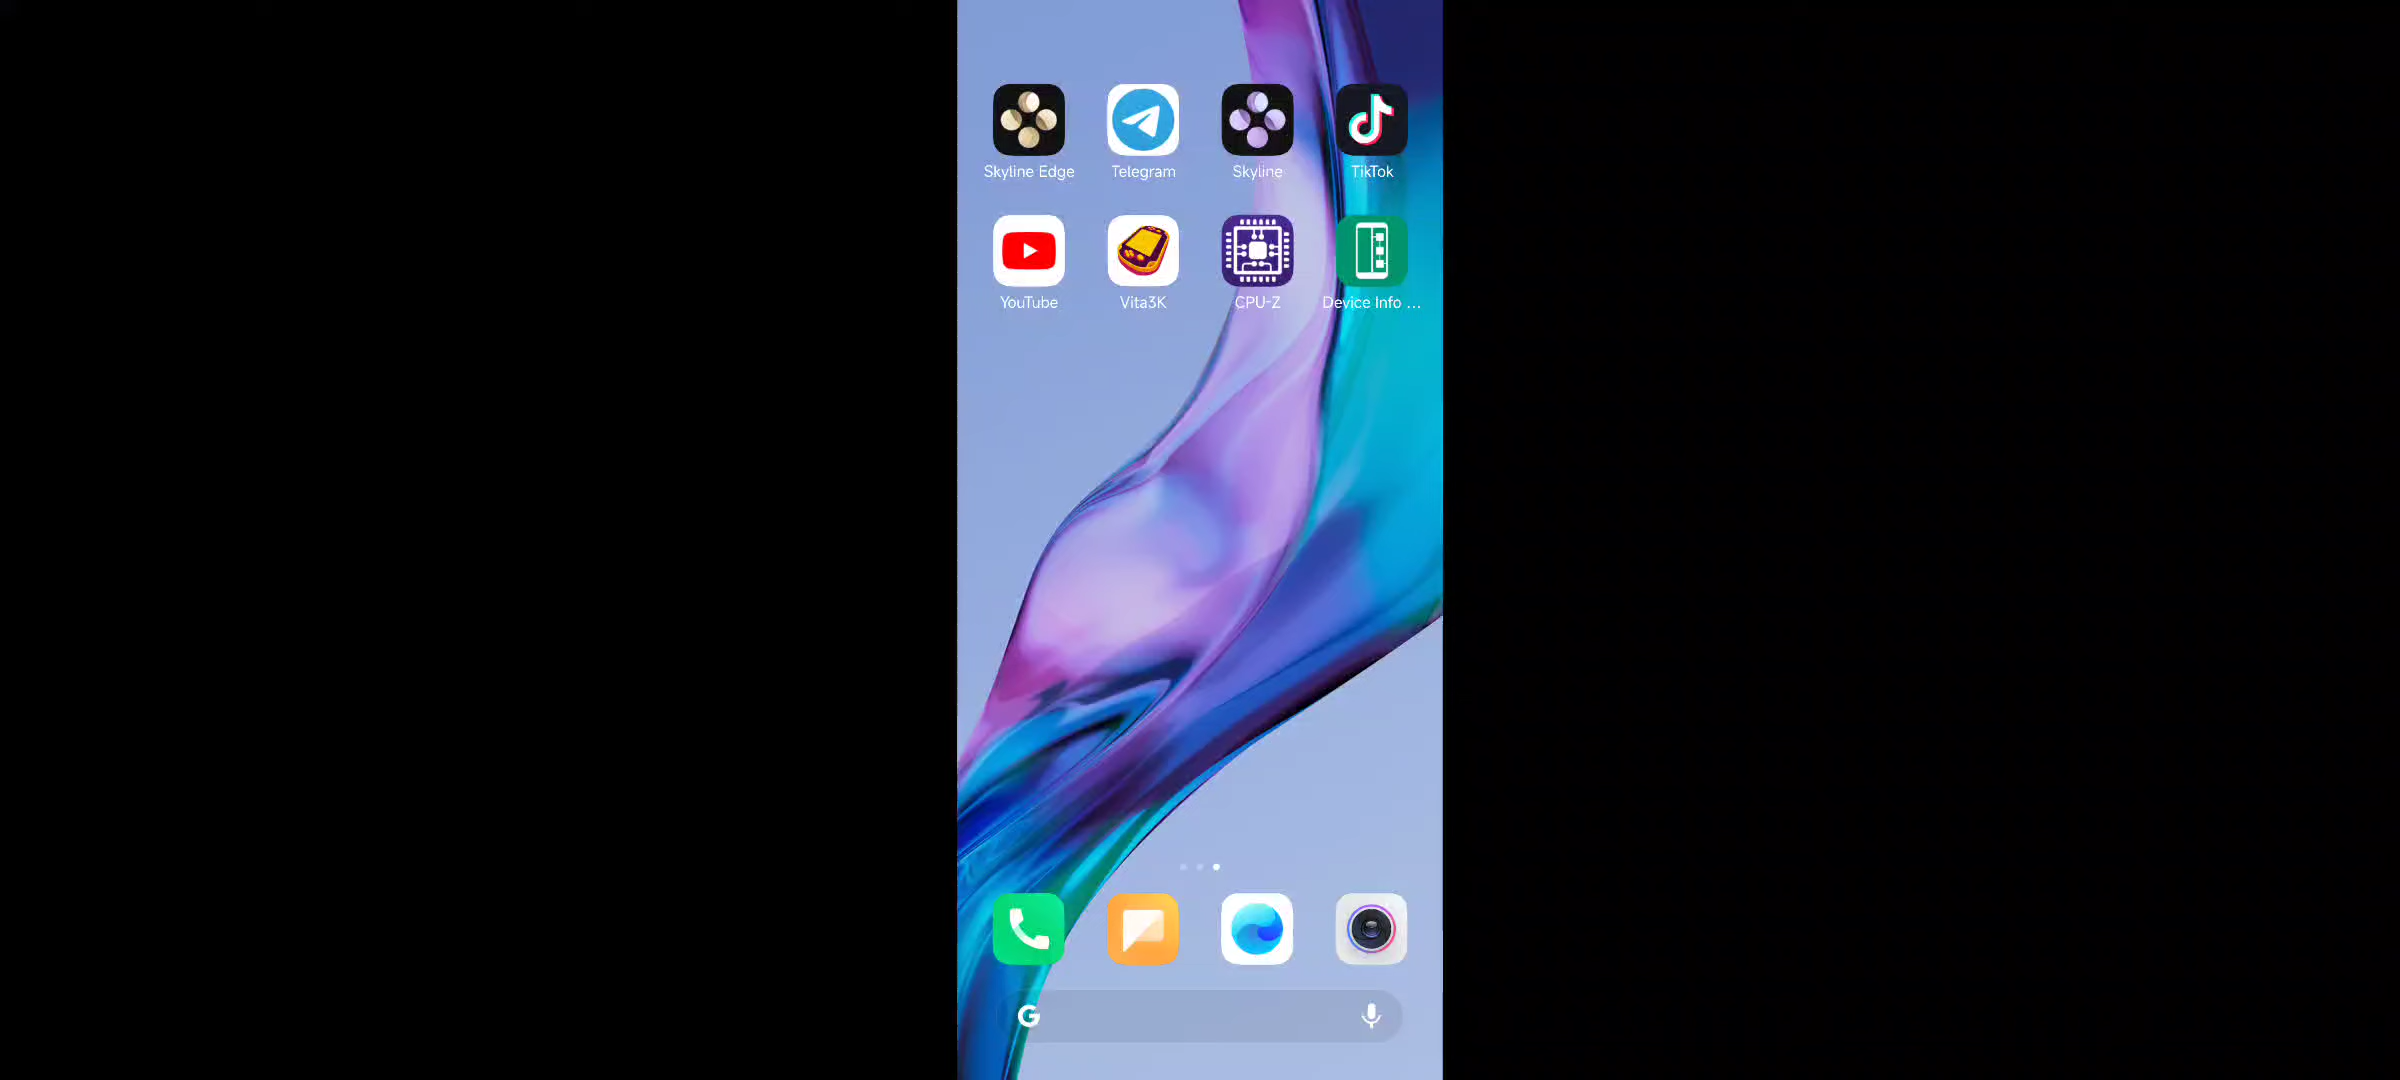 Skyline Edge
Telegram
Skyline
TikTok
YouTube
Vita3K
CPU-Z
Device Info ...
G